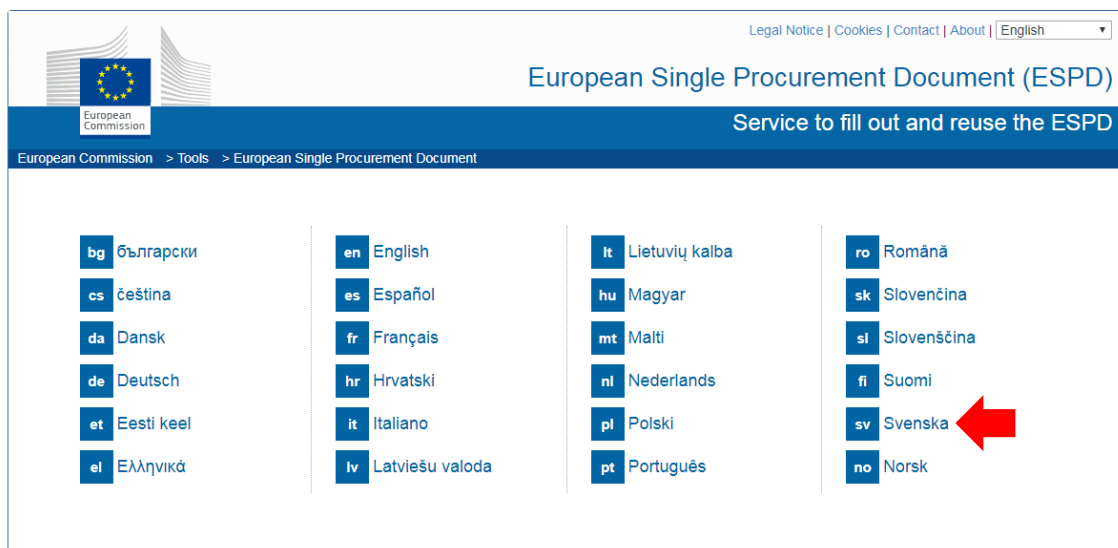 Legal Notice | Cookies | Contact | About | English
European Single Procurement Document (ESPD)
European
Commission
Service to fill out and reuse the ESPD
European Commission > Tools > European Single Procurement Document
bg български
cs čeština
da Dansk
de Deutsch
et Eesti keel
el Ελληνικά
en English
es Español
fr Français
hr Hrvatski
it Italiano
lv Latviešu valoda
lt Lietuvių kalba
hu Magyar
mt Malti
nl Nederlands
pl Polski
pt Português
ro Română
sk Slovenčina
sl Slovenščina
fi Suomi
sv Svenska
no Norsk